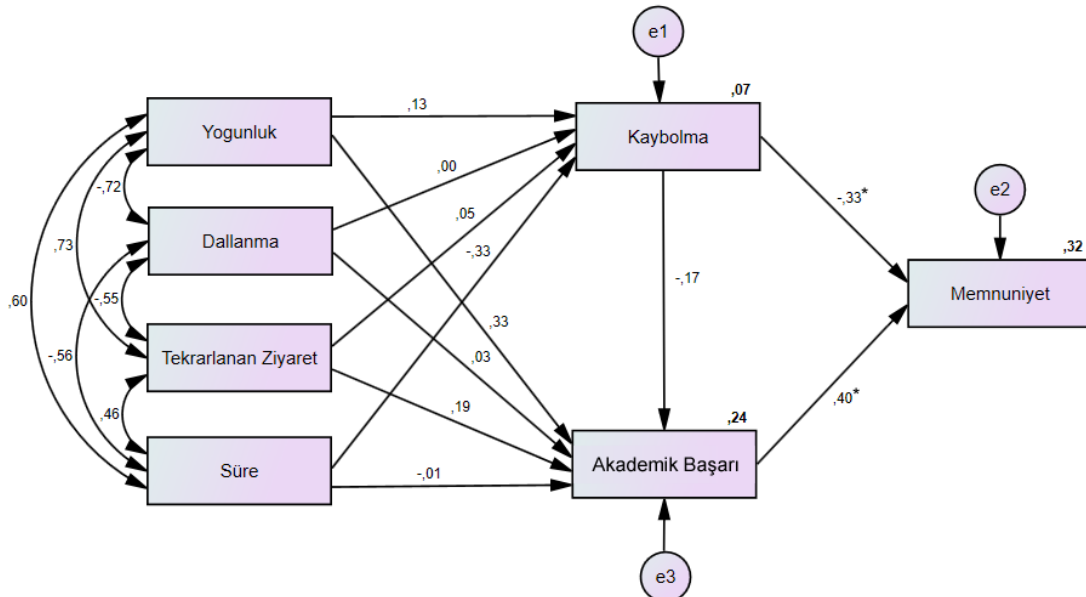 e1
,07
,13
Yogunluk
Kaybolma
,00
-,72
-,33*
e2
,05
Dallanma
,73
-,33
,32
-,17
Memnuniyet
-,55
,60
,33
-,56
Tekrarlanan Ziyaret
,03
,40*
,46
,19
,24
Süre
Akademik Başarı
-,01
e3